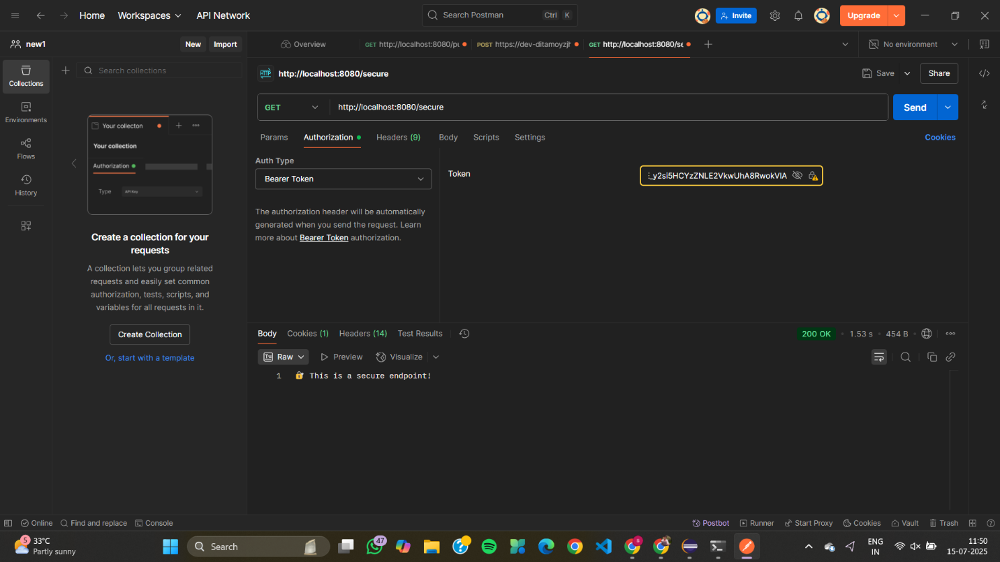 Home
Workspaces
API Network
Search Postman
Ctrl
K
Invite
Upgrade
new1
New
Import
Overview
GET http://localhost:8080/pu
POST https://dev-ditamoyzjh
GET http://localhost:8080/se
No environment
Collections
Environments
Flows
History
Search collections
Your collecton
Your collection
Authorization
Type
API Key
Create a collection for your
requests
A collection lets you group related
requests and easily set common
authorization, tests, scripts, and
variables for all requests in it.
Create Collection
Or, start with a template
HTTP
http://localhost:8080/secure
Save
Share
GET
http://localhost:8080/secure
Send
Params
Authorization
Headers (9)
Body
Scripts
Settings
Cookies
Auth Type
Bearer Token
The authorization header will be automatically
generated when you send the request. Learn
more about Bearer Token authorization.
Token
_y2si5HCYzZNLE2VkwUhA8RwokVIA
Body
Cookies (1)
Headers (14)
Test Results
200 OK
1.53 s
454 B
Raw
Preview
Visualize
1 🔐 This is a secure endpoint!
Online
Find and replace
Console
Postbot
Runner
Start Proxy
Cookies
Vault
Trash
5
33°C
Partly sunny
Search
47
ENG
IN
11:50
15-07-2025